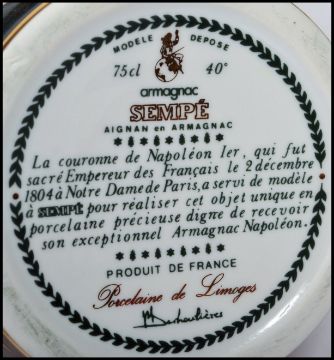 MODELE DEPOSE
75cl 40°
armagnac
SEMPÉ
AIGNAN en ARMAGNAC
La couronne de Napoléon Ier, qui fut
sacré Empereur des Français le 2 décembre
1804 à Notre Dame de Paris, a servi de modèle
à SEMPÉ pour réaliser cet objet unique en
porcelaine précieuse digne de recevoir
son exceptionnel Armagnac Napoléon.
PRODUIT DE FRANCE
Porcelaine de Limoges